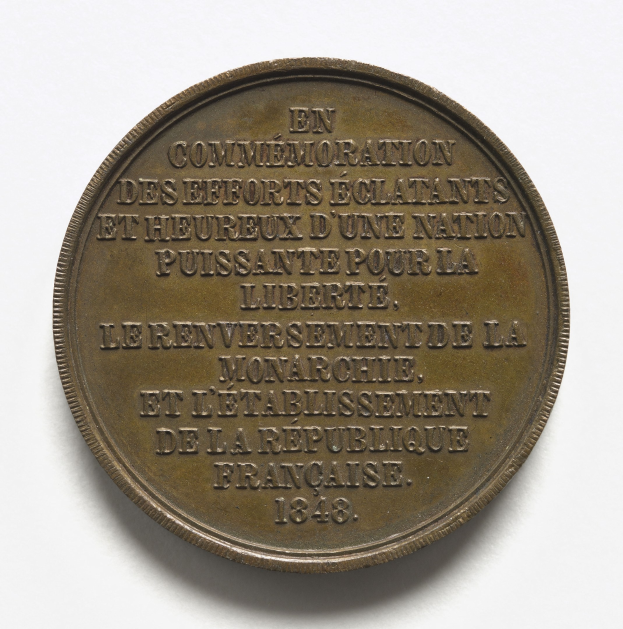 EN
COMMÉMORATION
DES EFFORTS ÉCLATANTS
ET HEUREUX D'UNE NATION
PUISSANTE POUR LA
LIBERTÉ,
LE RENVERSEMENT DE LA
MONARCHIE,
ET L'ÉTABLISSEMENT
DE LA RÉPUBLIQUE
FRANÇAISE.
1848.